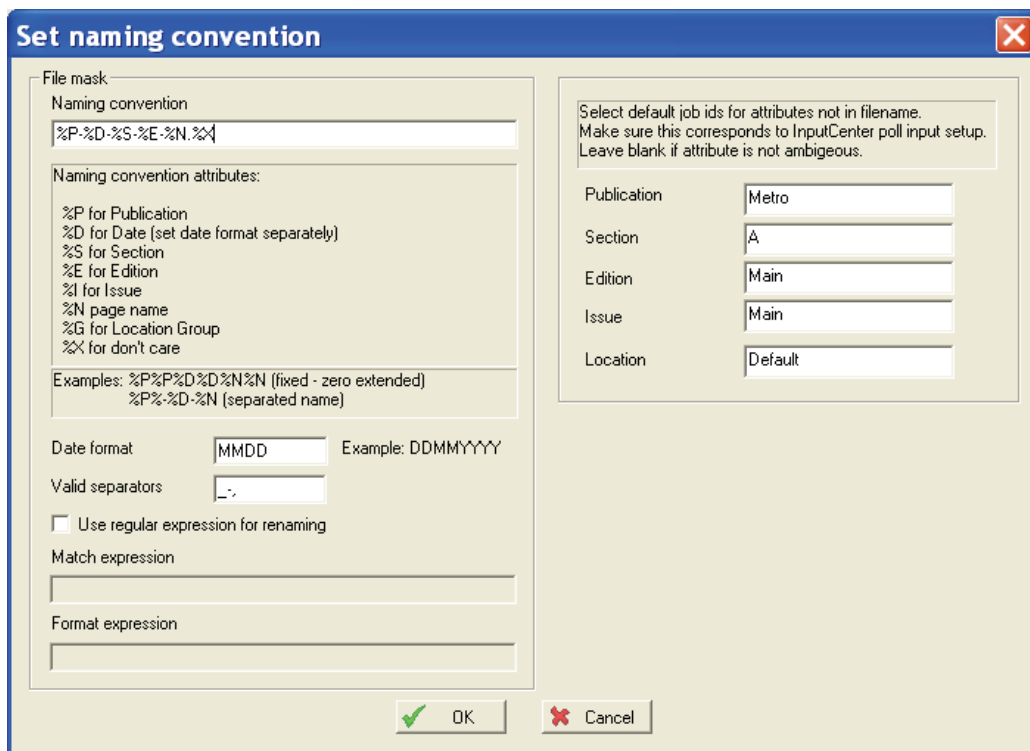 Set naming convention
File mask
Naming convention
%P-%D-%S-%E-%N.%X
Naming convention attributes:
%P for Publication
%D for Date (set date format separately)
%S for Section
%E for Edition
%I for Issue
%N page name
%G for Location Group
%X for don't care
Examples: %P%P%D%D%N%N (fixed - zero extended)
%P%-%D-%N (separated name)
Date format MMDD Example: DDMMYYYY
Valid separators _-,
Use regular expression for renaming
Match expression
Format expression
Select default job ids for attributes not in filename.
Make sure this corresponds to InputCenter poll input setup.
Leave blank if attribute is not ambigeous.
Publication Metro
Section A
Edition Main
Issue Main
Location Default
OK Cancel